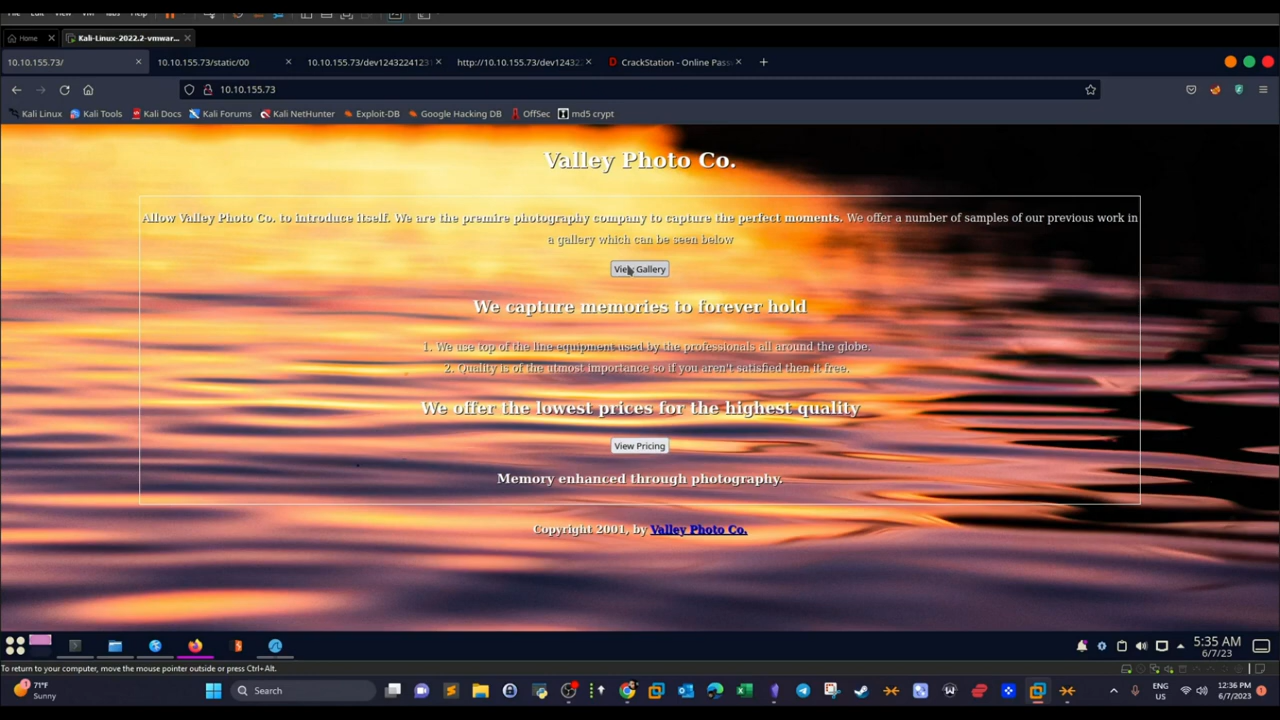 Home
Kali-Linux-2022.2-vmwar...
10.10.155.73/
10.10.155.73/static/00
10.10.155.73/dev1243224123
http://10.10.155.73/dev12432
CrackStation - Online Pass
10.10.155.73
Kali Linux
Kali Tools
Kali Docs
Kali Forums
Kali NetHunter
Exploit-DB
Google Hacking DB
OffSec
md5 crypt
Valley Photo Co.
Allow Valley Photo Co. to introduce itself. We are the premire photography company to capture the perfect moments. We offer a number of samples of our previous work in
a gallery which can be seen below
View Gallery
We capture memories to forever hold
1. We use top of the line equipment used by the professionals all around the globe.
2. Quality is of the utmost importance so if you aren't satisfied then it free.
We offer the lowest prices for the highest quality
View Pricing
Memory enhanced through photography.
Copyright 2001, by Valley Photo Co.
5:35 AM
6/7/23
To return to your computer, move the mouse pointer outside or press Ctrl+Alt.
71°F
Sunny
Search
ENG
US
12:36 PM
6/7/2023